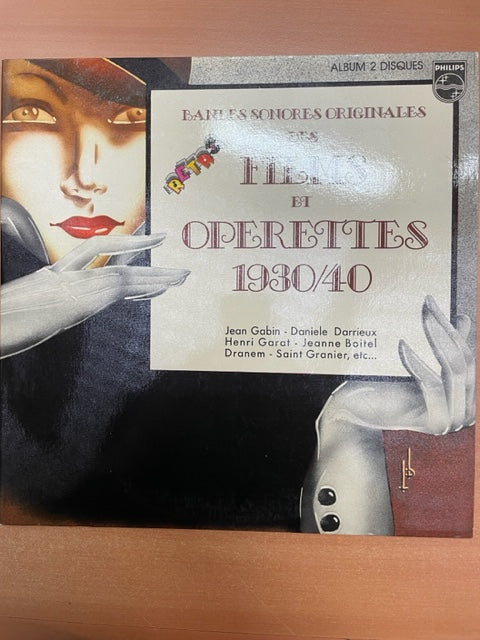 ALBUM 2 DISQUES
PHILIPS
BANDES SONORES ORIGINALES
DES
RETRO
FILMS
ET
OPERETTES
1930/40
Jean Gabin - Daniele Darrieux
Henri Garat - Jeanne Boitel
Dranem - Saint Granier, etc...